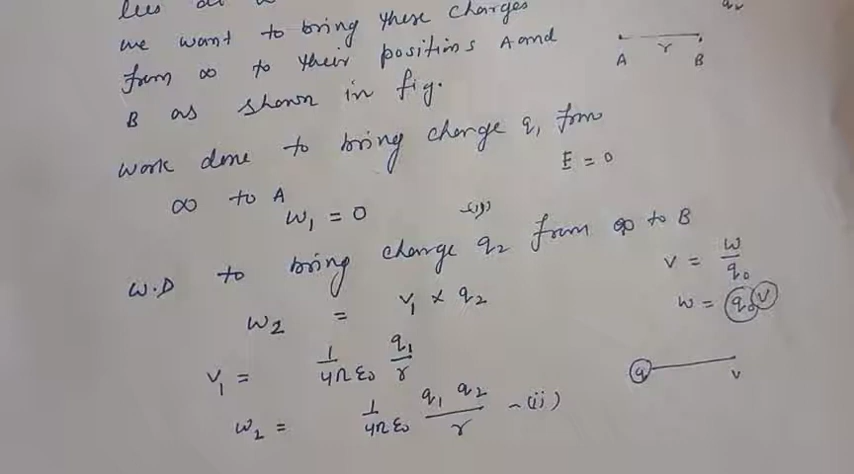 we want to bring these charges
from ∞ to their positions A and
B as shown in fig.
A r B
work done to bring charge q₁ from
∞ to A
E = 0
w₁ = 0 -(i)
W.D to bring charge q₂ from ∞ to B
w₂ = v₁ × q₂
v = w/q₀
w = q₀v
v₁ = 1/4πε₀ q₁/r
q v
w₂ = 1/4πε₀ q₁ q₂/r -(ii)